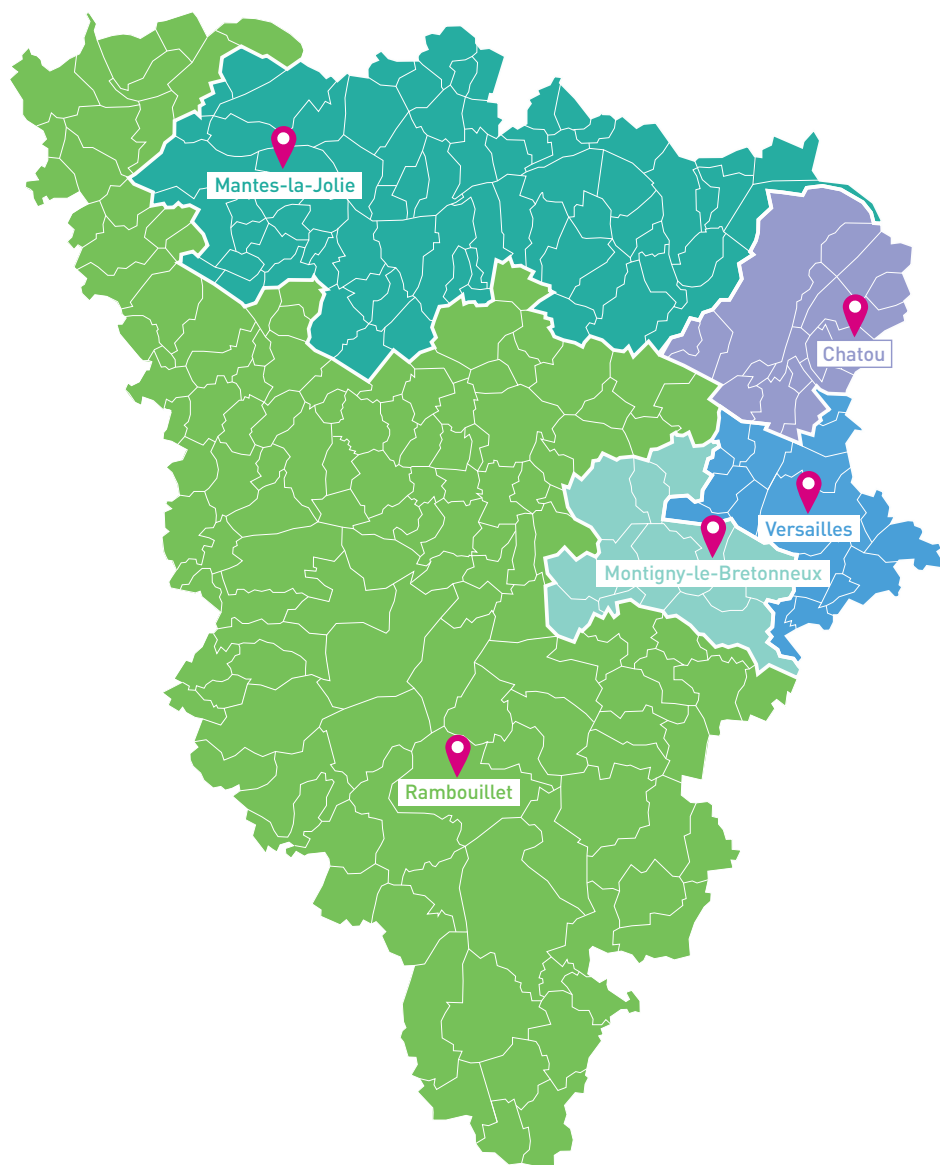 Mantes-la-Jolie
Chatou
Versailles
Montigny-le-Bretonneux
Rambouillet